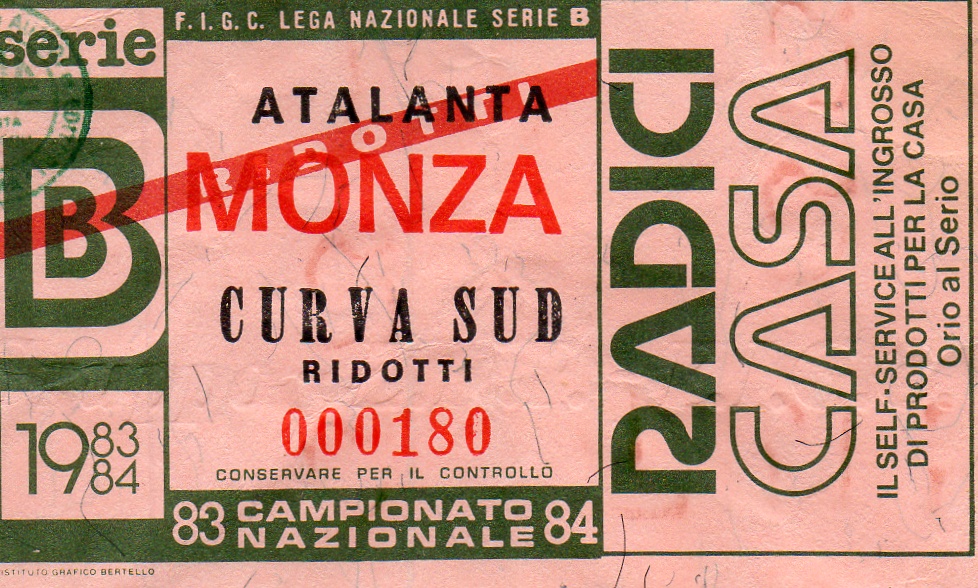 serie
B
B
B
1983
84
F.I.G.C. LEGA NAZIONALE SERIE B
ATALANTA
RIDOTTI
MONZA
CURVA SUD
RIDOTTI
000180
CONSERVARE PER IL CONTROLLO
83 CAMPIONATO NAZIONALE 84
RADICI
CASA
IL SELF-SERVICE ALL'INGROSSO
DI PRODOTTI PER LA CASA
Orio al Serio
ISTITUTO GRAFICO BERTELLO